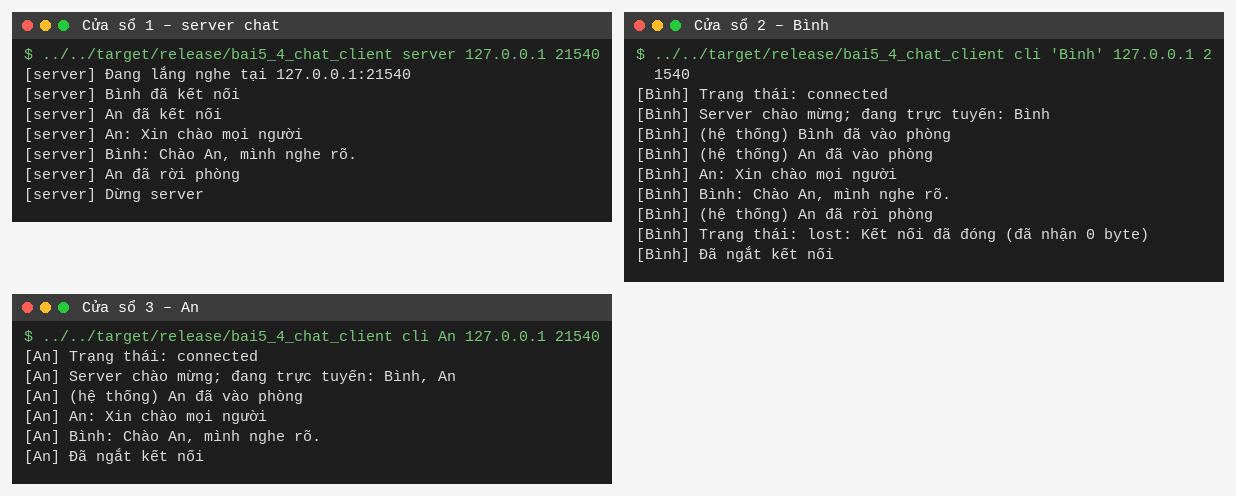 Cửa sổ 1 – server chat
$ ../../target/release/bai5_4_chat_client server 127.0.0.1 21540
[server] Đang lắng nghe tại 127.0.0.1:21540
[server] Bình đã kết nối
[server] An đã kết nối
[server] An: Xin chào mọi người
[server] Bình: Chào An, mình nghe rõ.
[server] An đã rời phòng
[server] Dừng server
Cửa sổ 2 – Bình
$ ../../target/release/bai5_4_chat_client cli 'Bình' 127.0.0.1 2
1540
[Bình] Trạng thái: connected
[Bình] Server chào mừng; đang trực tuyến: Bình
[Bình] (hệ thống) Bình đã vào phòng
[Bình] (hệ thống) An đã vào phòng
[Bình] An: Xin chào mọi người
[Bình] Bình: Chào An, mình nghe rõ.
[Bình] (hệ thống) An đã rời phòng
[Bình] Trạng thái: lost: Kết nối đã đóng (đã nhận 0 byte)
[Bình] Đã ngắt kết nối
Cửa sổ 3 – An
$ ../../target/release/bai5_4_chat_client cli An 127.0.0.1 21540
[An] Trạng thái: connected
[An] Server chào mừng; đang trực tuyến: Bình, An
[An] (hệ thống) An đã vào phòng
[An] An: Xin chào mọi người
[An] Bình: Chào An, mình nghe rõ.
[An] Đã ngắt kết nối